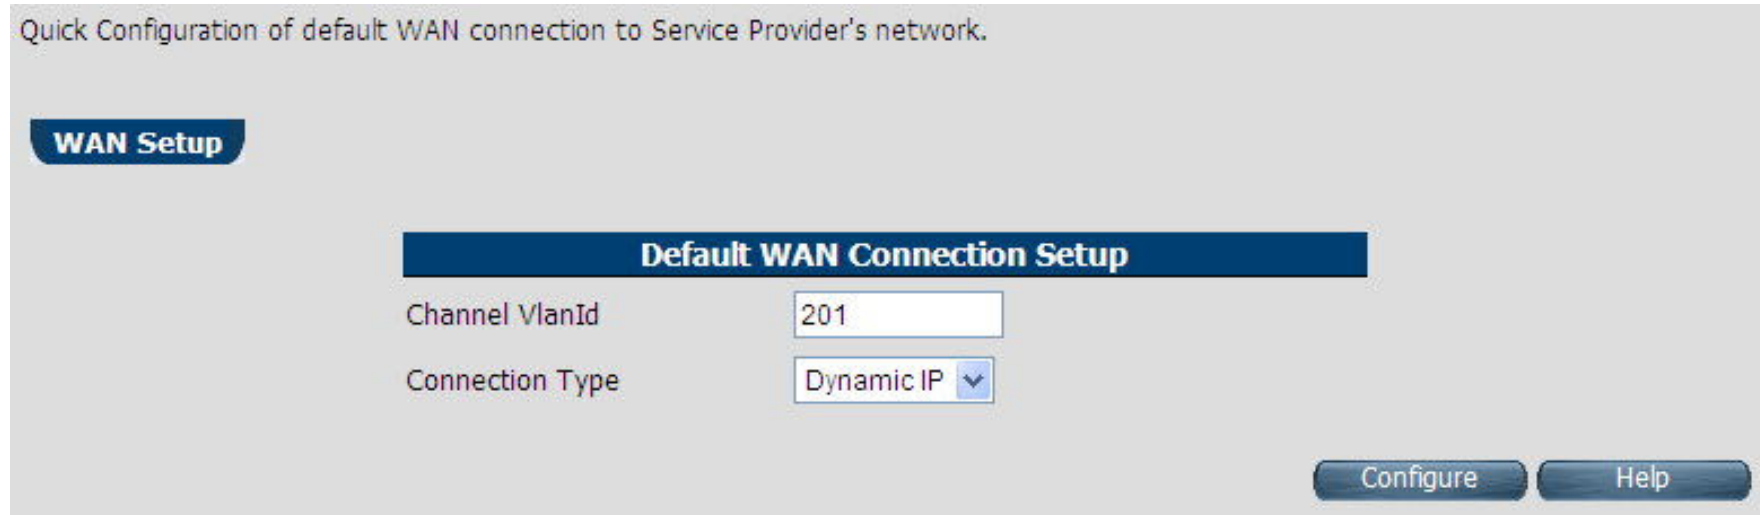 Quick Configuration of default WAN connection to Service Provider's network.
WAN Setup
Default WAN Connection Setup
Channel VlanId 201
Connection Type Dynamic IP
Configure Help